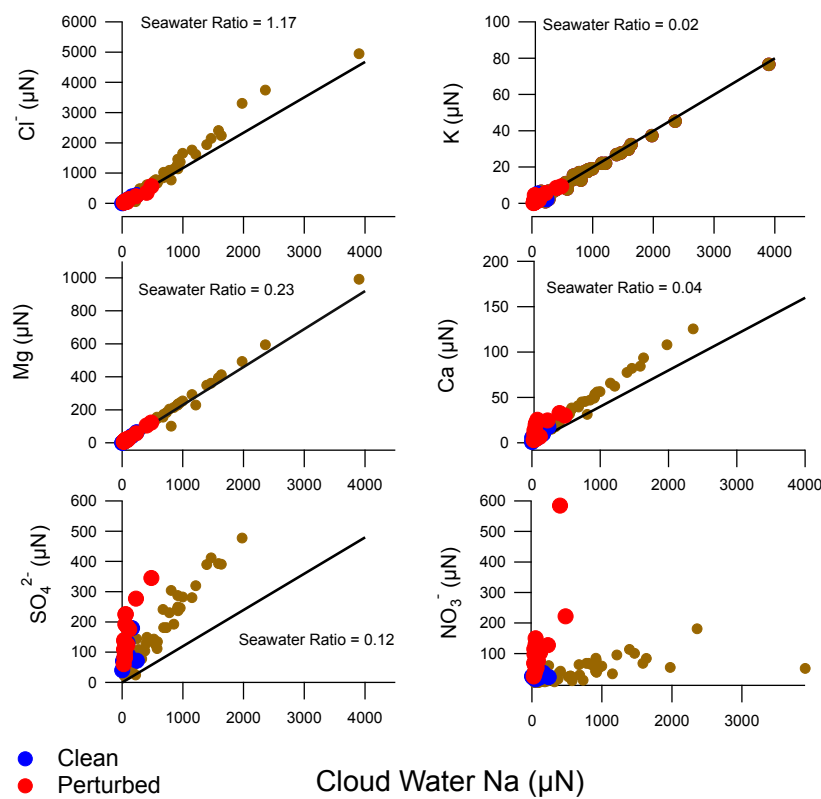 Seawater Ratio = 1.17
Cl⁻ (µN)
6000
5000
4000
3000
2000
1000
0
0 1000 2000 3000 4000
Seawater Ratio = 0.02
K (µN)
100
80
60
40
20
0
0 1000 2000 3000 4000
Seawater Ratio = 0.23
Mg (µN)
1000
800
600
400
200
0
0 1000 2000 3000 4000
Seawater Ratio = 0.04
Ca (µN)
200
150
100
50
0
0 1000 2000 3000 4000
Seawater Ratio = 0.12
SO₄²⁻ (µN)
600
500
400
300
200
100
0
0 1000 2000 3000 4000
NO₃⁻ (µN)
600
500
400
300
200
100
0 1000 2000 3000
Clean
Perturbed
Cloud Water Na (µN)